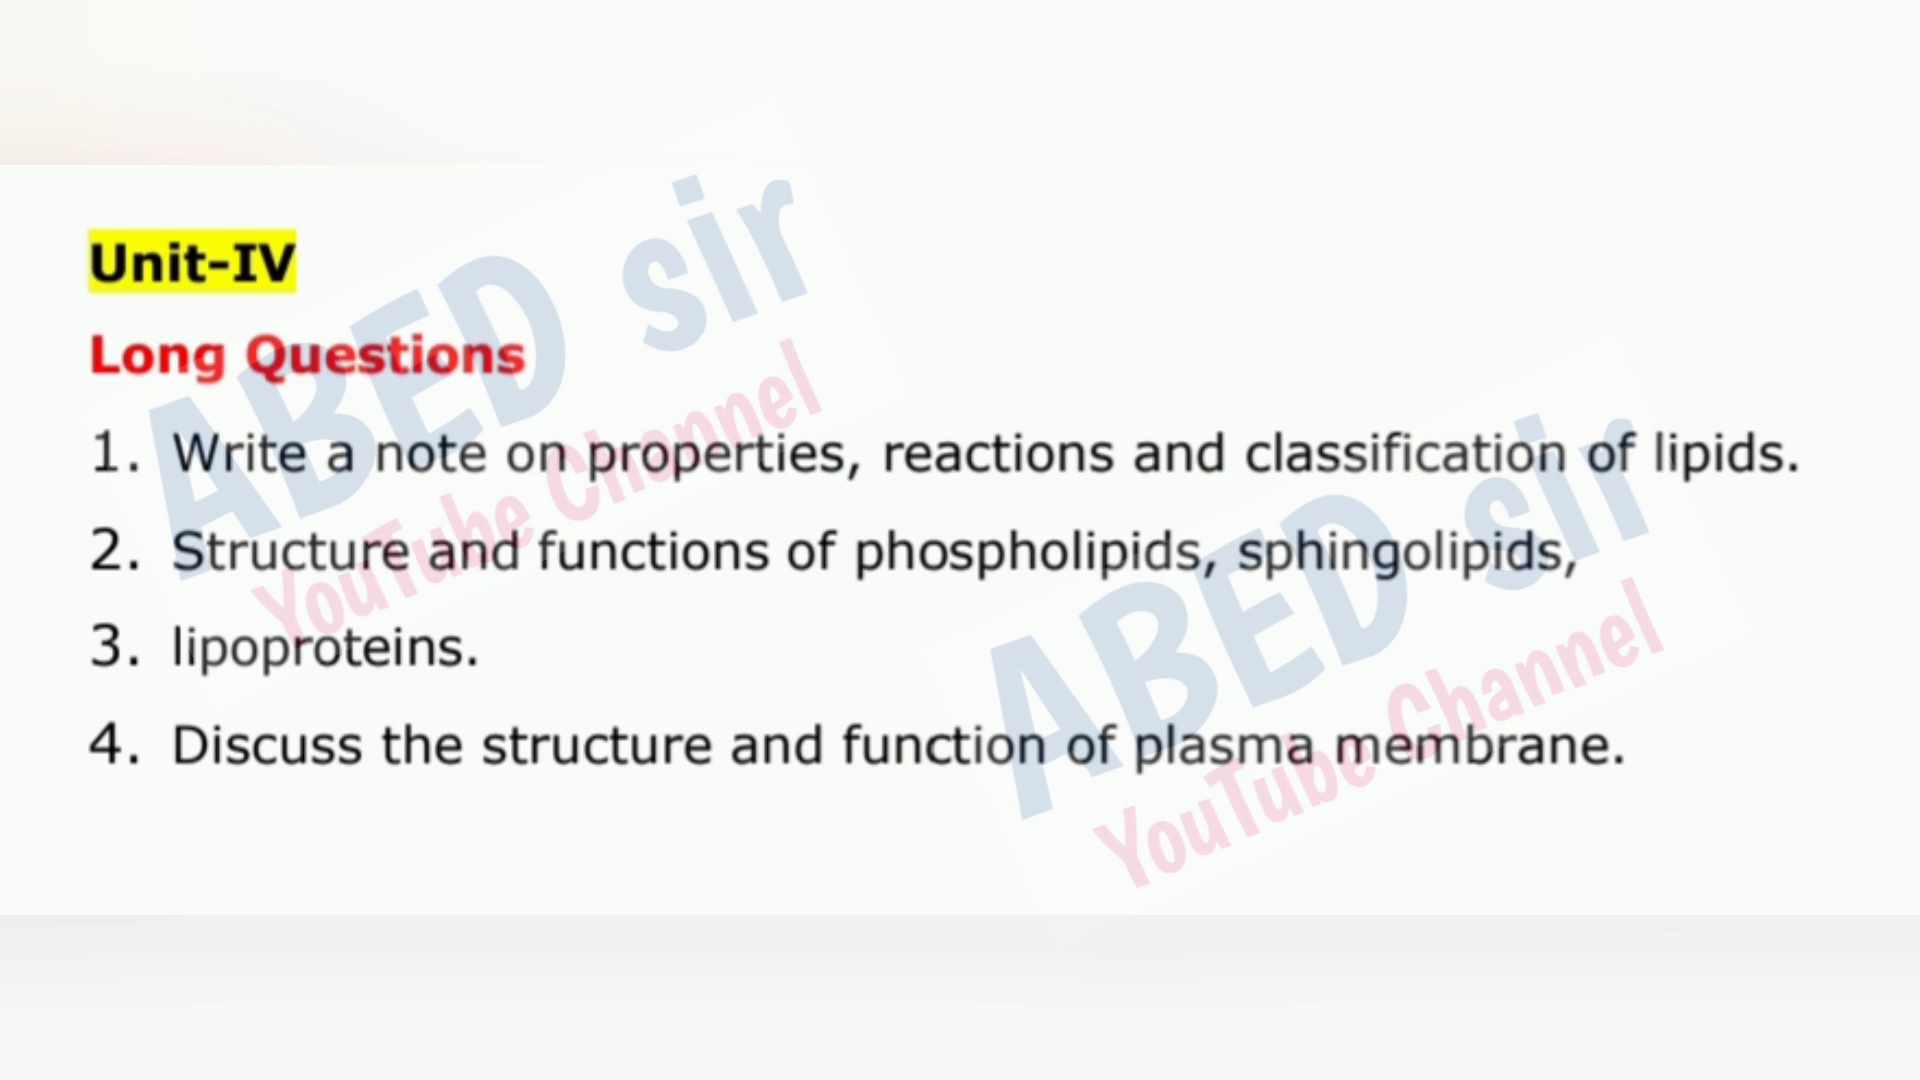 Unit-IV
Long Questions
1. Write a note on properties, reactions and classification of lipids.
2. Structure and functions of phospholipids, sphingolipids,
3. lipoproteins.
4. Discuss the structure and function of plasma membrane.
ABED sir
YouTube Channel
ABED sir
YouTube Channel